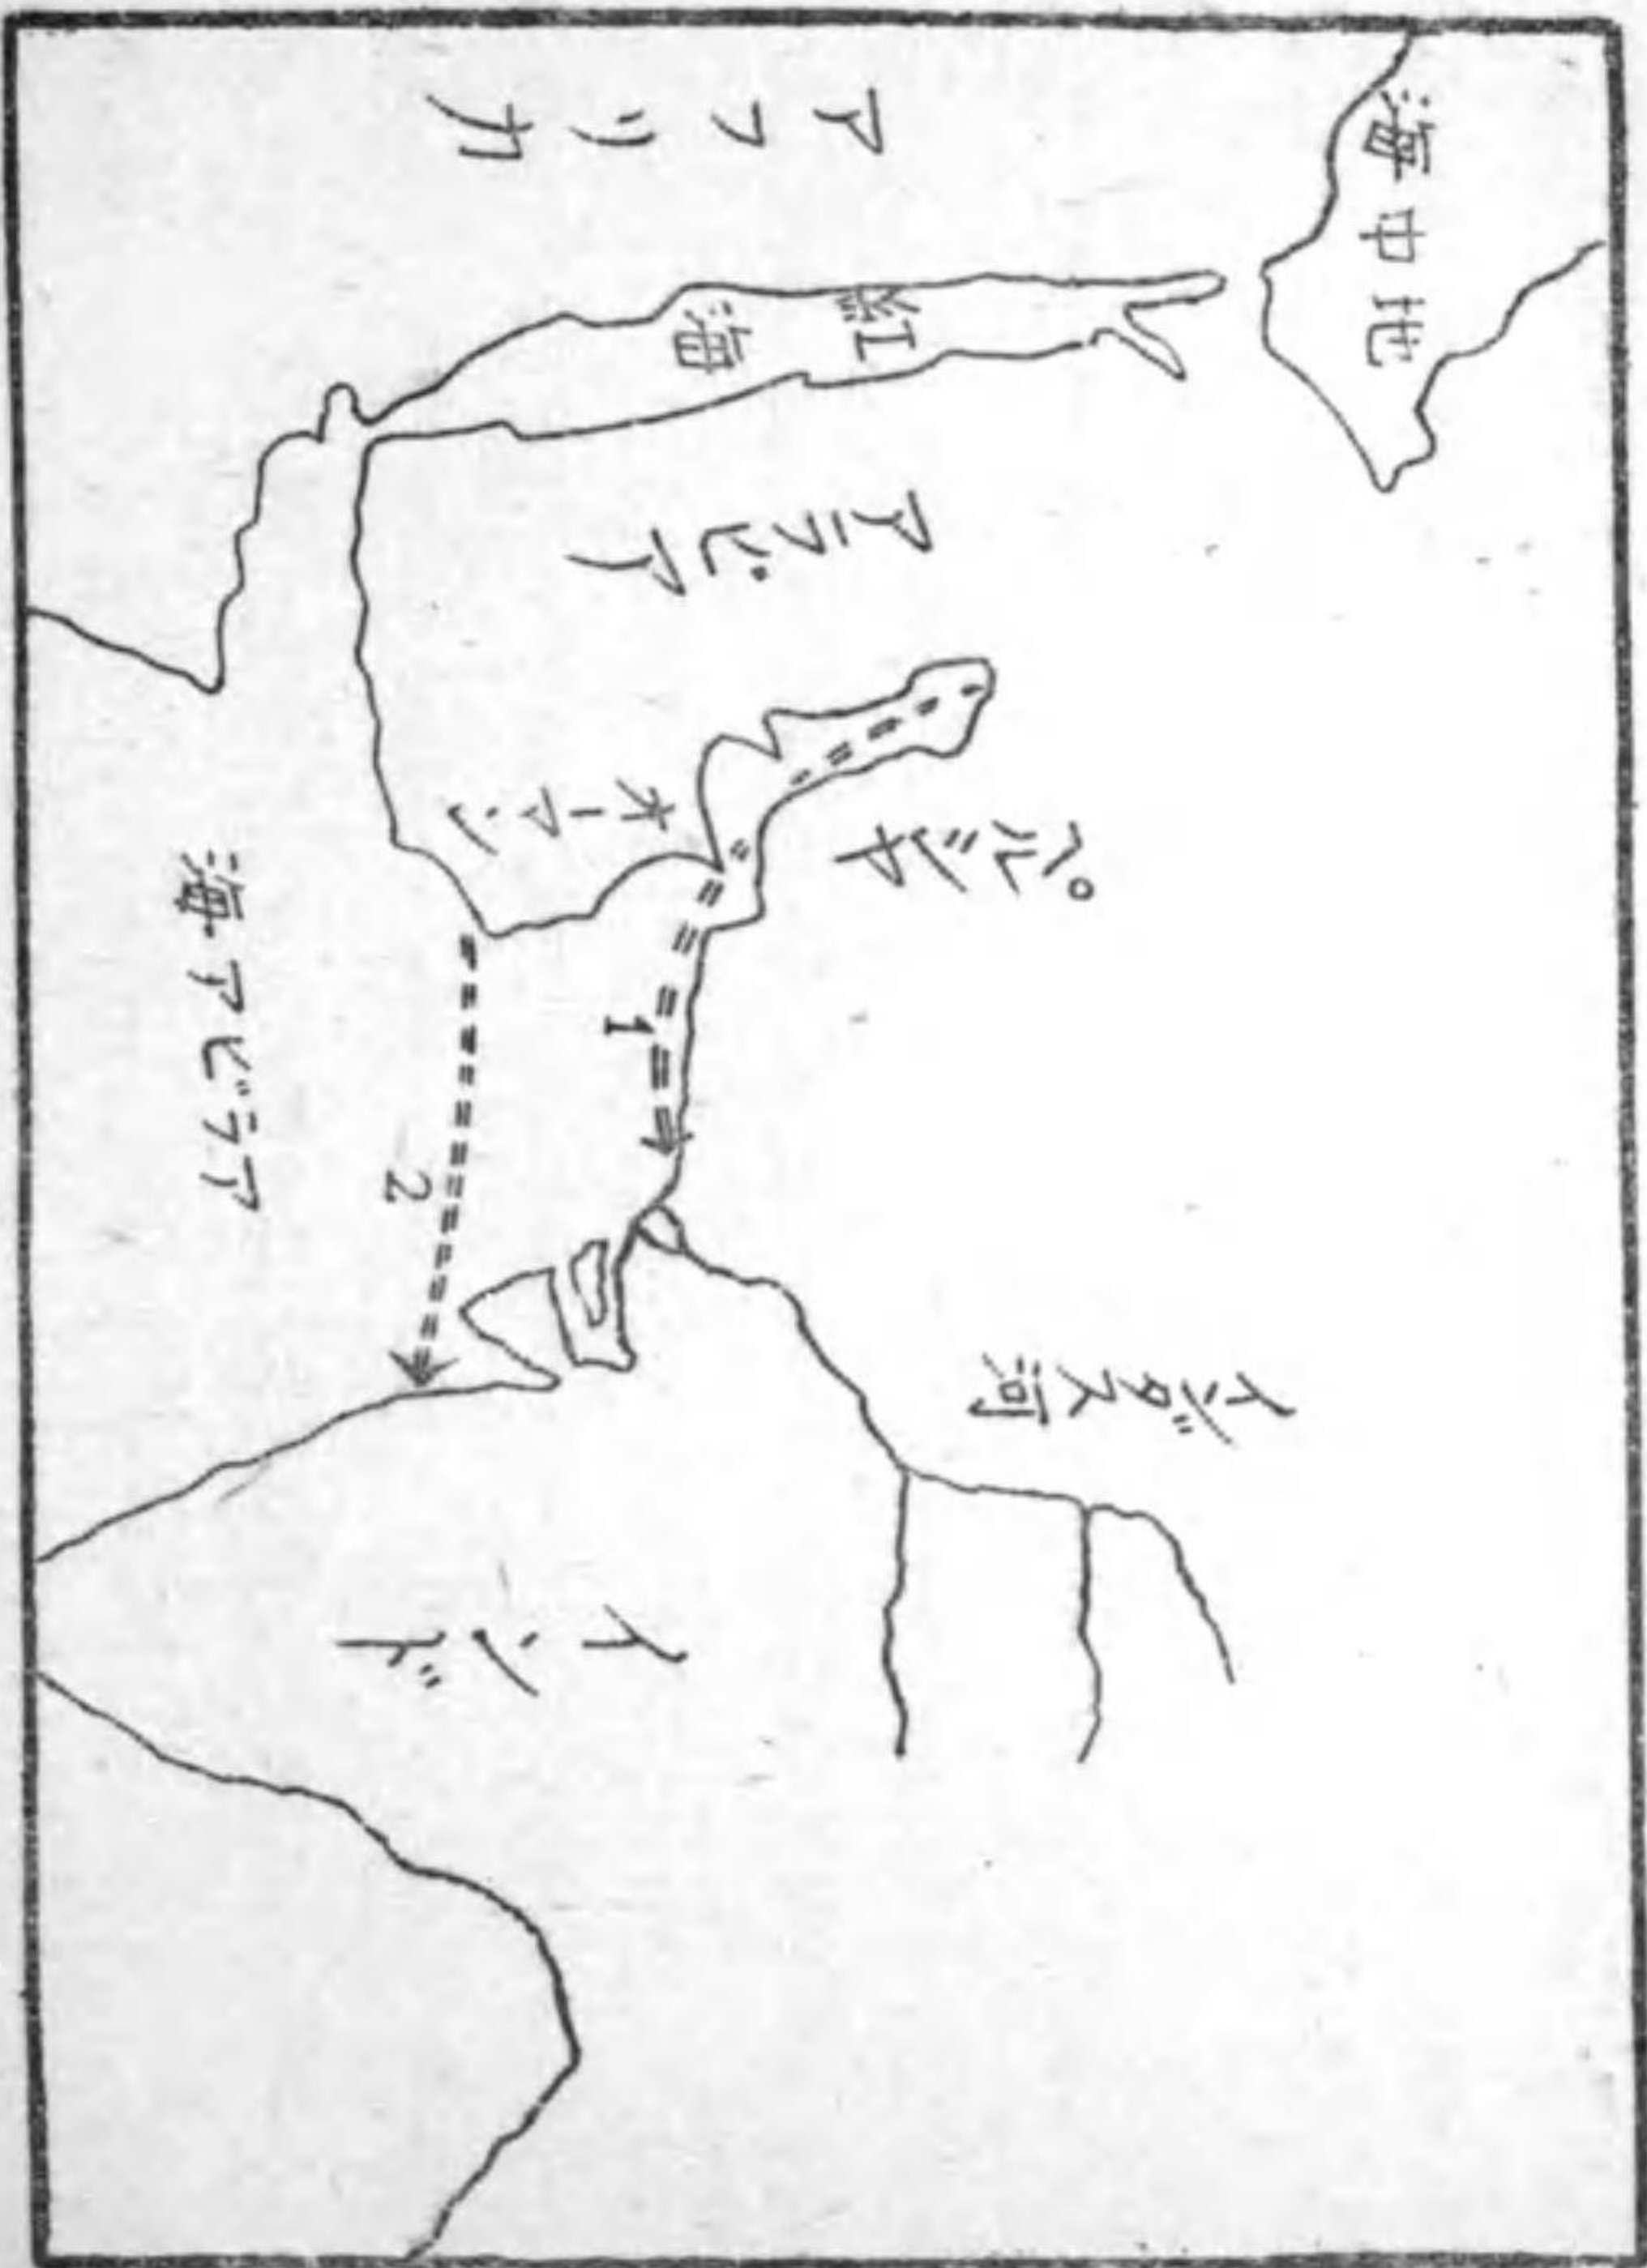 地中海
アフリカ
紅海
アラビア
オーマン
ペルシヤ
アラビア海
1
2
インダス河
インド